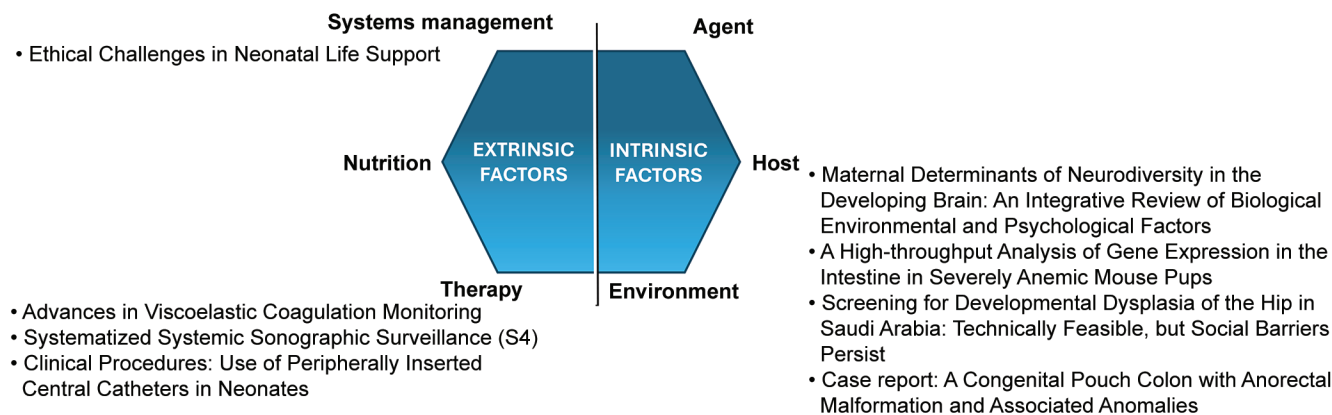 Systems management
Agent
• Ethical Challenges in Neonatal Life Support
Nutrition
EXTRINSIC
FACTORS
INTRINSIC
FACTORS
Host
• Maternal Determinants of Neurodiversity in the
Developing Brain: An Integrative Review of Biological
Environmental and Psychological Factors
• A High-throughput Analysis of Gene Expression in the
Intestine in Severely Anemic Mouse Pups
• Screening for Developmental Dysplasia of the Hip in
Saudi Arabia: Technically Feasible, but Social Barriers
Persist
• Case report: A Congenital Pouch Colon with Anorectal
Malformation and Associated Anomalies
Therapy
Environment
• Advances in Viscoelastic Coagulation Monitoring
• Systematized Systemic Sonographic Surveillance (S4)
• Clinical Procedures: Use of Peripherally Inserted
Central Catheters in Neonates